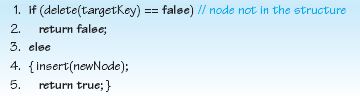 1. if (delete(targetKey) == false) // node not in the structure
2. return false;
3. else
4. {insert(newNode);
5. return true;}